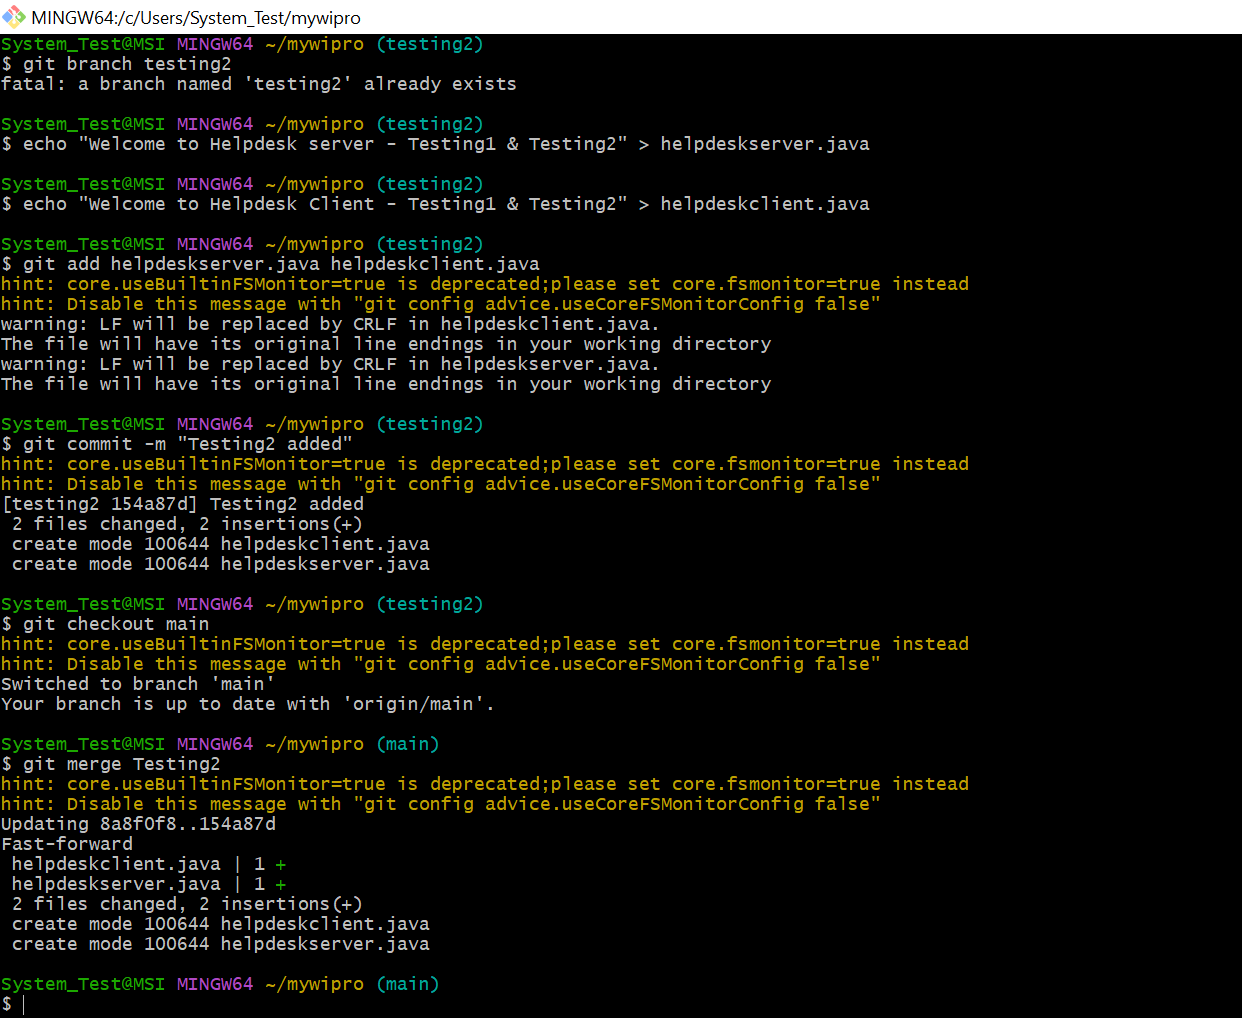 MINGW64:/c/Users/System_Test/mywipro
System_Test@MSI MINGW64 ~/mywipro (testing2)
$ git branch testing2
fatal: a branch named 'testing2' already exists
System_Test@MSI MINGW64 ~/mywipro (testing2)
$ echo "Welcome to Helpdesk server - Testing1 & Testing2" > helpdeskserver.java
System_Test@MSI MINGW64 ~/mywipro (testing2)
$ echo "Welcome to Helpdesk Client - Testing1 & Testing2" > helpdeskclient.java
System_Test@MSI MINGW64 ~/mywipro (testing2)
$ git add helpdeskserver.java helpdeskclient.java
hint: core.useBuiltinFSMonitor=true is deprecated;please set core.fsmonitor=true instead
hint: Disable this message with "git config advice.useCoreFSMonitorConfig false"
warning: LF will be replaced by CRLF in helpdeskclient.java.
The file will have its original line endings in your working directory
warning: LF will be replaced by CRLF in helpdeskserver.java.
The file will have its original line endings in your working directory
System_Test@MSI MINGW64 ~/mywipro (testing2)
$ git commit -m "Testing2 added"
hint: core.useBuiltinFSMonitor=true is deprecated;please set core.fsmonitor=true instead
hint: Disable this message with "git config advice.useCoreFSMonitorConfig false"
[testing2 154a87d] Testing2 added
 2 files changed, 2 insertions(+)
 create mode 100644 helpdeskclient.java
 create mode 100644 helpdeskserver.java
System_Test@MSI MINGW64 ~/mywipro (testing2)
$ git checkout main
hint: core.useBuiltinFSMonitor=true is deprecated;please set core.fsmonitor=true instead
hint: Disable this message with "git config advice.useCoreFSMonitorConfig false"
Switched to branch 'main'
Your branch is up to date with 'origin/main'.
System_Test@MSI MINGW64 ~/mywipro (main)
$ git merge Testing2
hint: core.useBuiltinFSMonitor=true is deprecated;please set core.fsmonitor=true instead
hint: Disable this message with "git config advice.useCoreFSMonitorConfig false"
Updating 8a8f0f8..154a87d
Fast-forward
 helpdeskclient.java | 1 +
 helpdeskserver.java | 1 +
 2 files changed, 2 insertions(+)
 create mode 100644 helpdeskclient.java
 create mode 100644 helpdeskserver.java
System_Test@MSI MINGW64 ~/mywipro (main)
$